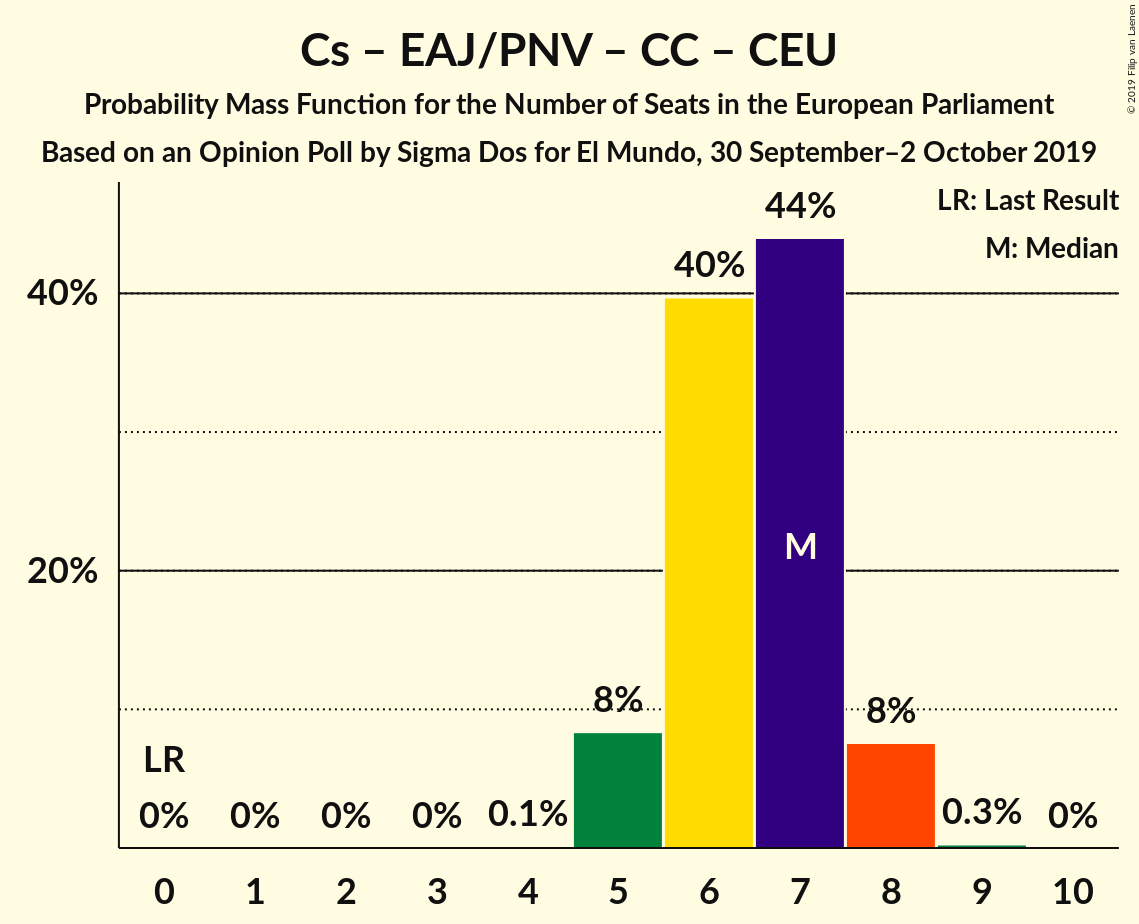 Cs – EAJ/PNV – CC – CEU
Probability Mass Function for the Number of Seats in the European Parliament
Based on an Opinion Poll by Sigma Dos for El Mundo, 30 September–2 October 2019
© 2019 Filip van Laenen
LR: Last Result
M: Median
44%
40%
40%
M
20%
8%
8%
LR
0%
0%
0%
0%
0.1%
0.3%
0%
0 1 2 3 4 5 6 7 8 9 10